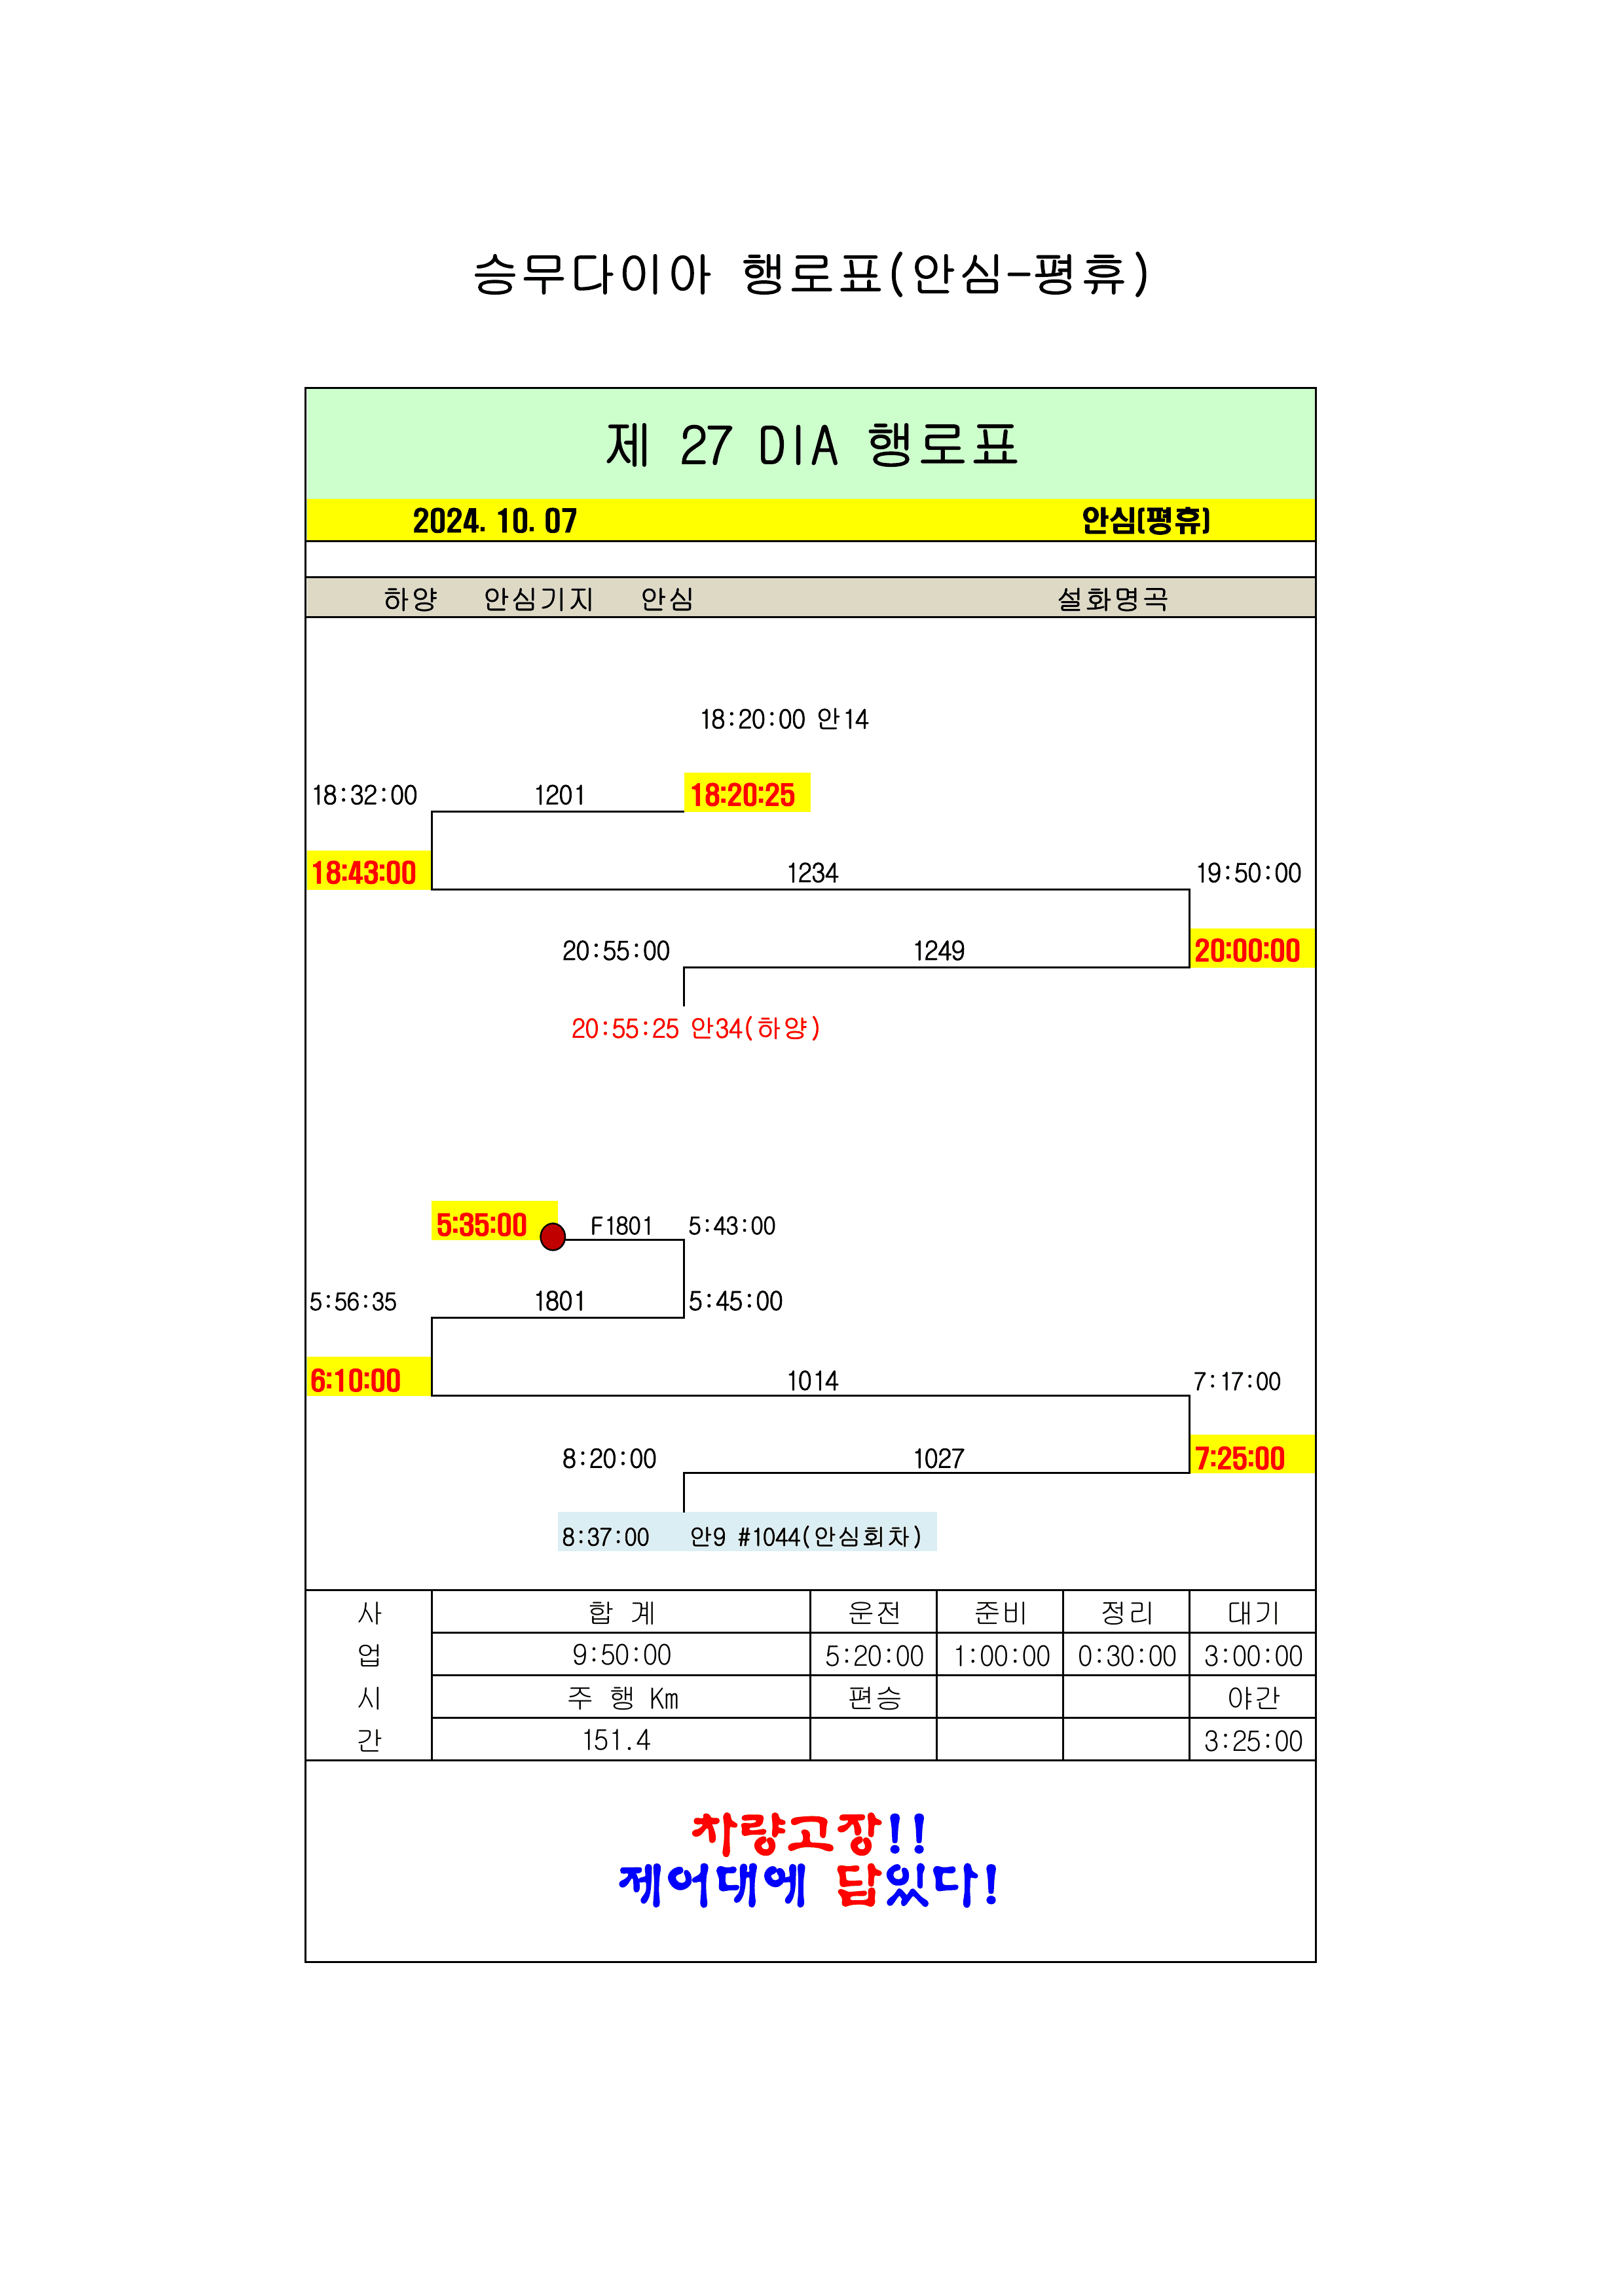 승무다이아 행로표(안심-평휴)
제 27 DIA 행로표
2024. 10. 07 안심(평휴)
하양 안심기지 안심 설화명곡
18:20:00 안14
18:32:00 1201 18:20:25
18:43:00 1234 19:50:00
20:55:00 1249 20:00:00
20:55:25 안34(하양)
5:35:00 F1801 5:43:00
5:56:35 1801 5:45:00
6:10:00 1014 7:17:00
8:20:00 1027 7:25:00
8:37:00 안9 #1044(안심회차)
사 합 계 운전 준비 정리 대기
업 9:50:00 5:20:00 1:00:00 0:30:00 3:00:00
시 주 행 Km 편승 야간
간 151.4 3:25:00
차량고장!!
제어대에 답있다!